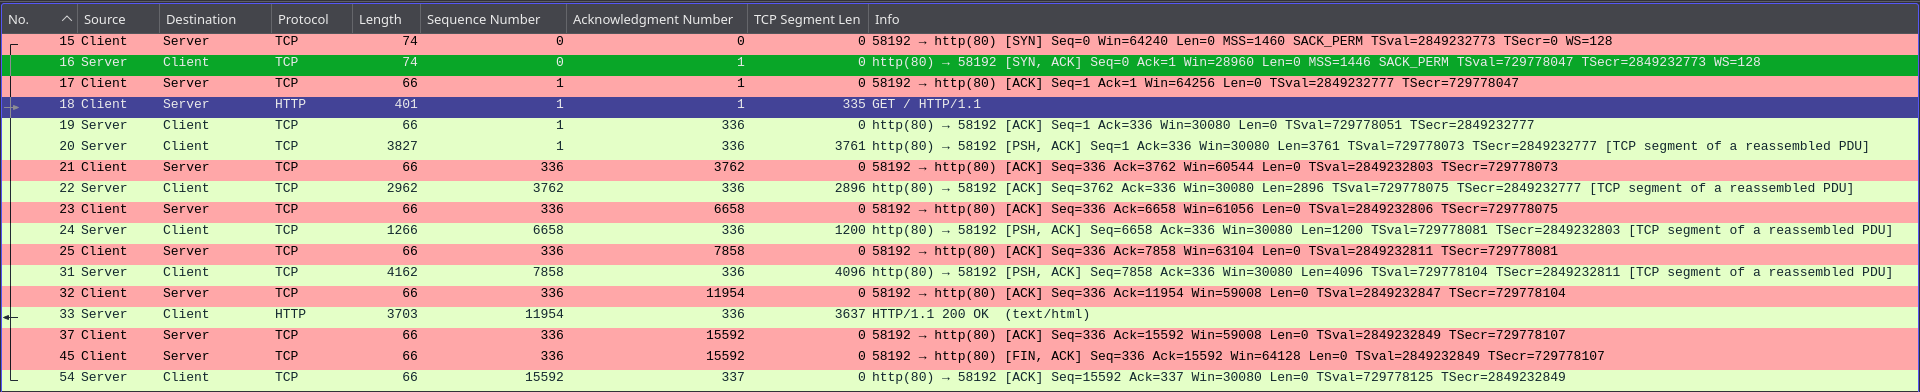 No. Source Destination Protocol Length Sequence Number Acknowledgment Number TCP Segment Len Info
15 Client Server TCP 74 0 0 0 58192 → http(80) [SYN] Seq=0 Win=64240 Len=0 MSS=1460 SACK_PERM TSval=2849232773 TSecr=0 WS=128
16 Server Client TCP 74 0 1 0 http(80) → 58192 [SYN, ACK] Seq=0 Ack=1 Win=28960 Len=0 MSS=1446 SACK_PERM TSval=729778047 TSecr=2849232773 WS=128
17 Client Server TCP 66 1 1 0 58192 → http(80) [ACK] Seq=1 Ack=1 Win=64256 Len=0 TSval=2849232777 TSecr=729778047
18 Client Server HTTP 401 1 1 335 GET / HTTP/1.1
19 Server Client TCP 66 1 336 0 http(80) → 58192 [ACK] Seq=1 Ack=336 Win=30080 Len=0 TSval=729778051 TSecr=2849232777
20 Server Client TCP 3827 1 336 3761 http(80) → 58192 [PSH, ACK] Seq=1 Ack=336 Win=30080 Len=3761 TSval=729778073 TSecr=2849232777 [TCP segment of a reassembled PDU]
21 Client Server TCP 66 336 3762 0 58192 → http(80) [ACK] Seq=336 Ack=3762 Win=60544 Len=0 TSval=2849232803 TSecr=729778073
22 Server Client TCP 2962 3762 336 2896 http(80) → 58192 [ACK] Seq=3762 Ack=336 Win=30080 Len=2896 TSval=729778075 TSecr=2849232777 [TCP segment of a reassembled PDU]
23 Client Server TCP 66 336 6658 0 58192 → http(80) [ACK] Seq=336 Ack=6658 Win=61056 Len=0 TSval=2849232806 TSecr=729778075
24 Server Client TCP 1266 6658 336 1200 http(80) → 58192 [PSH, ACK] Seq=6658 Ack=336 Win=30080 Len=1200 TSval=729778081 TSecr=2849232803 [TCP segment of a reassembled PDU]
25 Client Server TCP 66 336 7858 0 58192 → http(80) [ACK] Seq=336 Ack=7858 Win=63104 Len=0 TSval=2849232811 TSecr=729778081
31 Server Client TCP 4162 7858 336 4096 http(80) → 58192 [PSH, ACK] Seq=7858 Ack=336 Win=30080 Len=4096 TSval=729778104 TSecr=2849232811 [TCP segment of a reassembled PDU]
32 Client Server TCP 66 336 11954 0 58192 → http(80) [ACK] Seq=336 Ack=11954 Win=59008 Len=0 TSval=2849232847 TSecr=729778104
33 Server Client HTTP 3703 11954 336 3637 HTTP/1.1 200 OK  (text/html)
37 Client Server TCP 66 336 15592 0 58192 → http(80) [ACK] Seq=336 Ack=15592 Win=59008 Len=0 TSval=2849232849 TSecr=729778107
45 Client Server TCP 66 336 15592 0 58192 → http(80) [FIN, ACK] Seq=336 Ack=15592 Win=64128 Len=0 TSval=2849232849 TSecr=729778107
54 Server Client TCP 66 15592 337 0 http(80) → 58192 [ACK] Seq=15592 Ack=337 Win=30080 Len=0 TSval=729778125 TSecr=2849232849